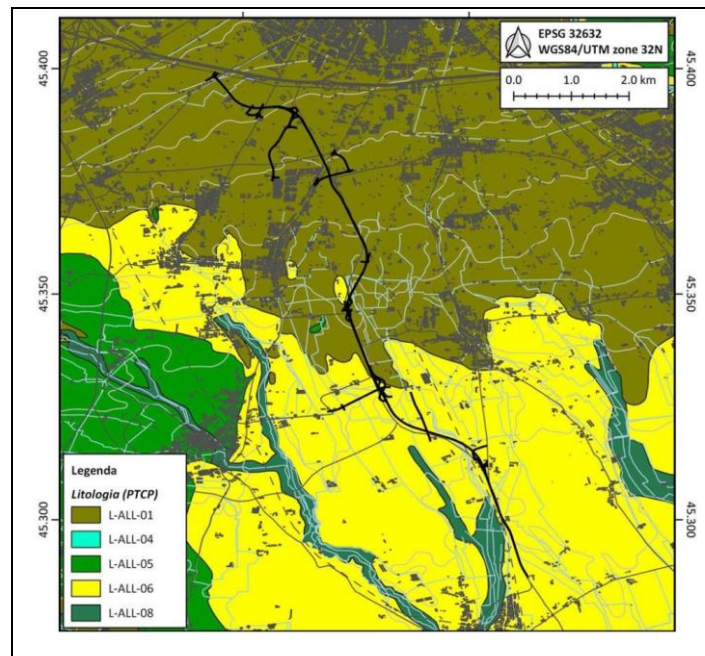 EPSG 32632
WGS84/UTM zone 32N
0.0 1.0 2.0 km
45.400
45.400
45.350
45.350
45.300
45.300
Legenda
Litologia (PTCP)
L-ALL-01
L-ALL-04
L-ALL-05
L-ALL-06
L-ALL-08